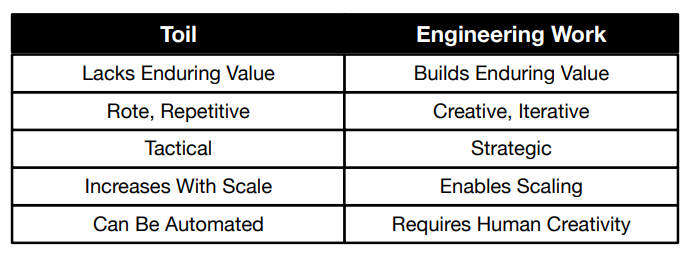 Toil Engineering Work
Lacks Enduring Value Builds Enduring Value
Rote, Repetitive Creative, Iterative
Tactical Strategic
Increases With Scale Enables Scaling
Can Be Automated Requires Human Creativity